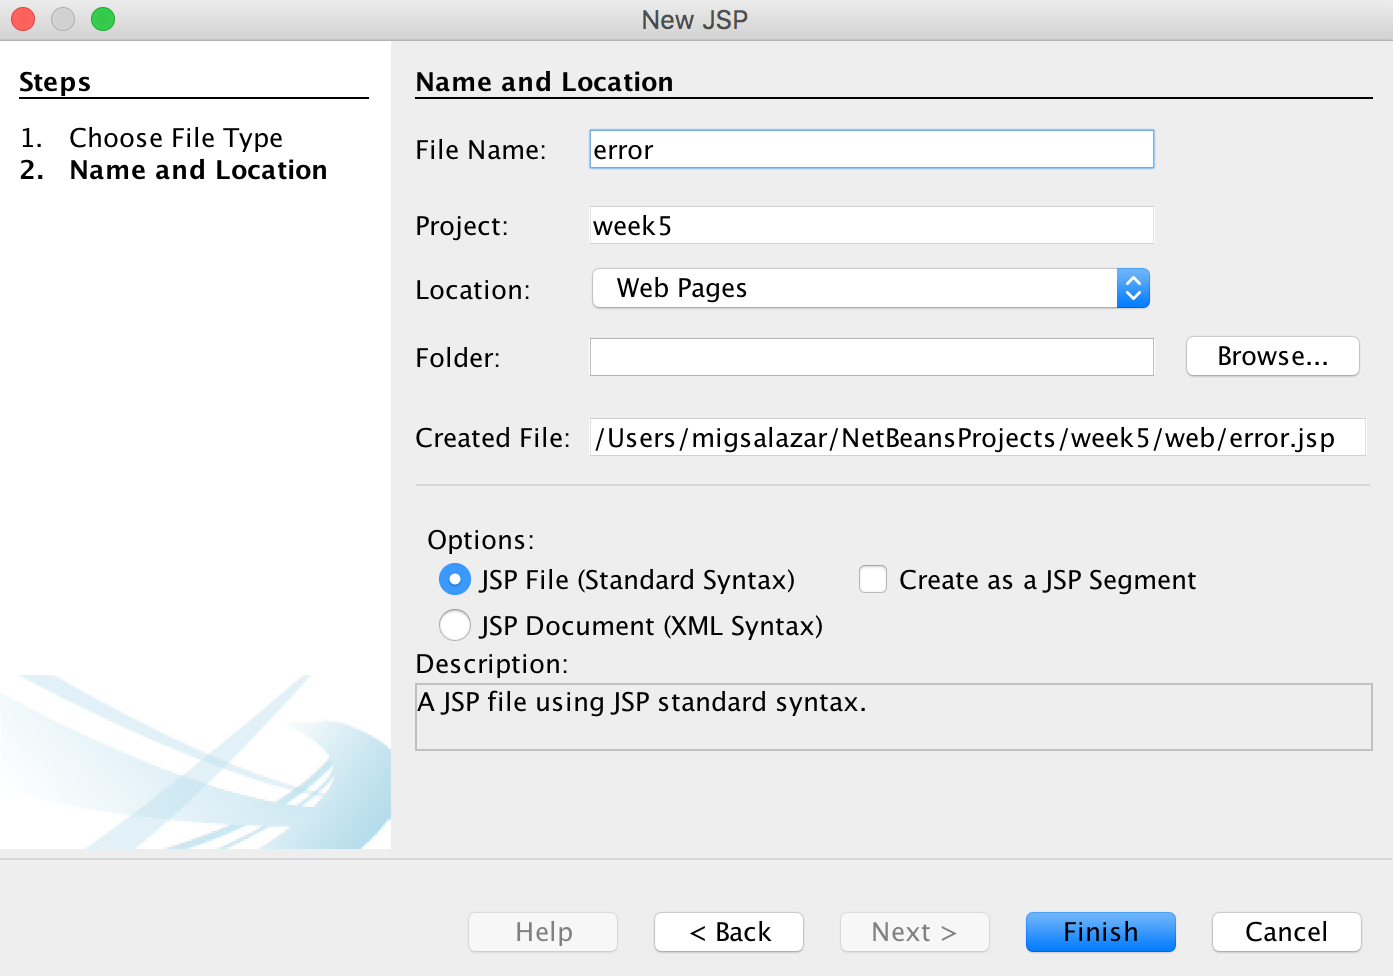 New JSP
Steps
1. Choose File Type
2. Name and Location
Name and Location
File Name: error
Project: week5
Location: Web Pages
Folder: Browse...
Created File: /Users/migsalazar/NetBeansProjects/week5/web/error.jsp
Options:
JSP File (Standard Syntax) Create as a JSP Segment
JSP Document (XML Syntax)
Description:
A JSP file using JSP standard syntax.
Help < Back Next > Finish Cancel